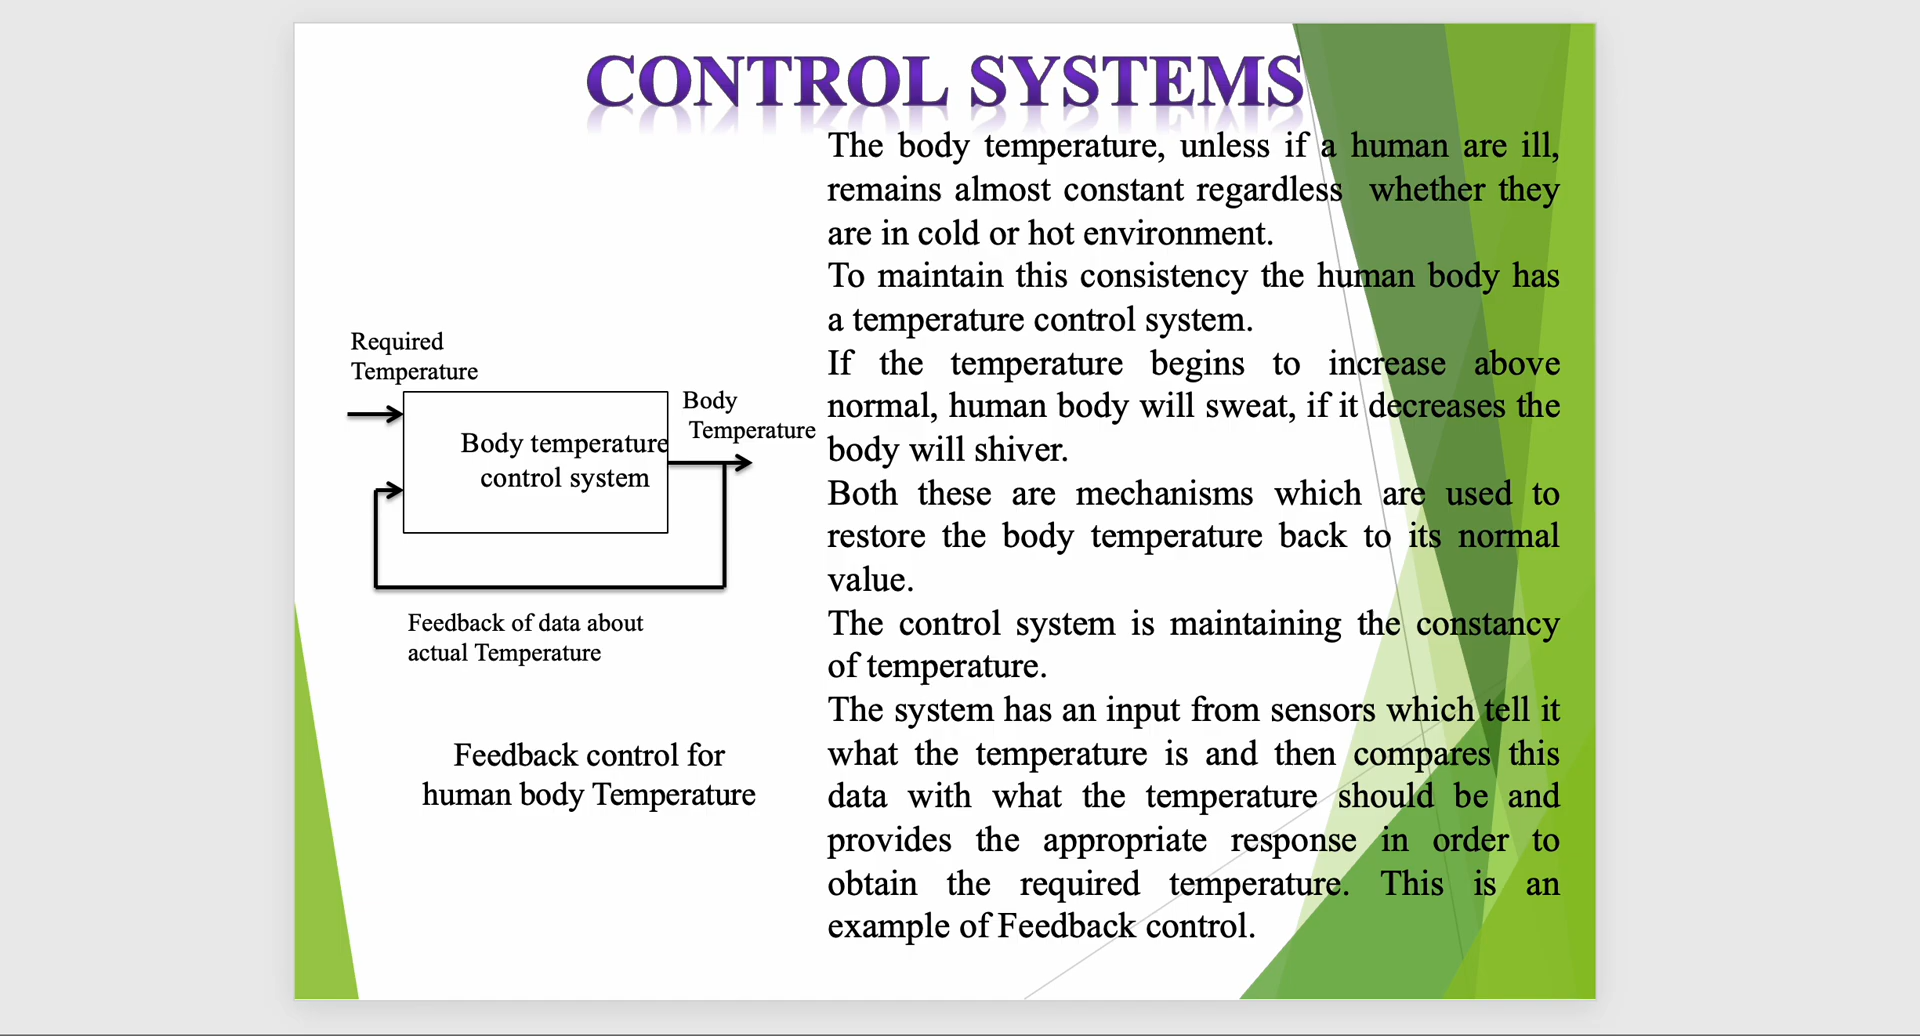 CONTROL SYSTEMS
The body temperature, unless if a human are ill,
remains almost constant regardless whether they
are in cold or hot environment.
To maintain this consistency the human body has
a temperature control system.
If the temperature begins to increase above
normal, human body will sweat, if it decreases the
body will shiver.
Both these are mechanisms which are used to
restore the body temperature back to its normal
value.
The control system is maintaining the constancy
of temperature.
The system has an input from sensors which tell it
what the temperature is and then compares this
data with what the temperature should be and
provides the appropriate response in order to
obtain the required temperature. This is an
example of Feedback control.
Required
Temperature
Body temperature
control system
Body
Temperature
Feedback of data about
actual Temperature
Feedback control for
human body Temperature